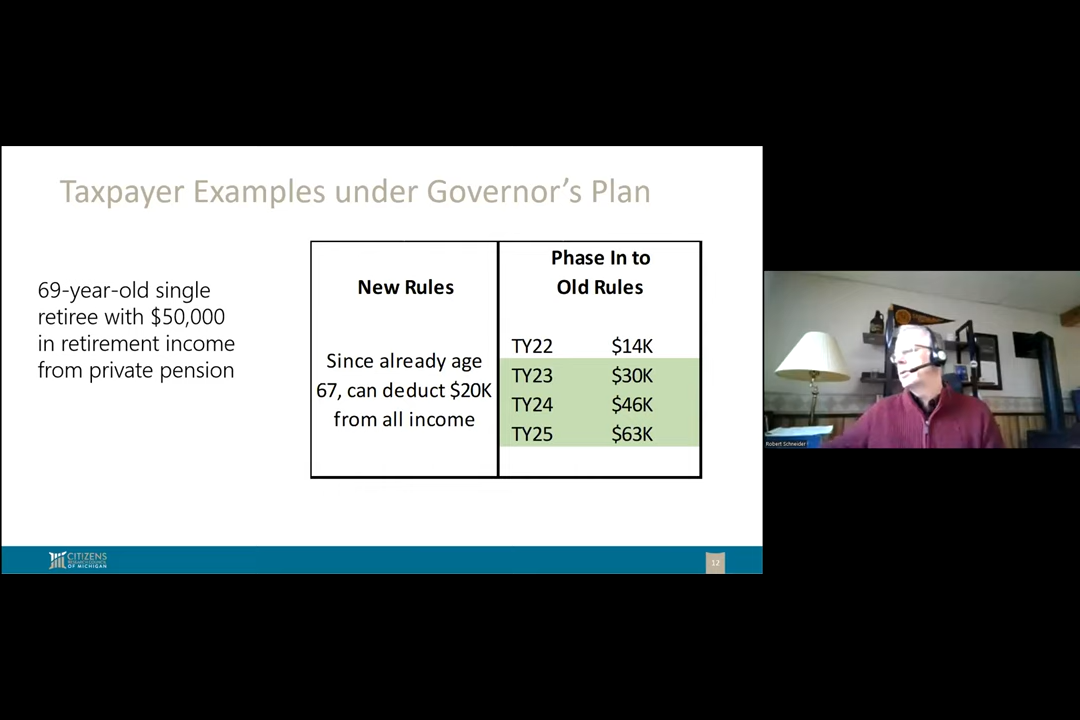 Taxpayer Examples under Governor's Plan
69-year-old single
retiree with $50,000
in retirement income
from private pension
New Rules
Since already age
67, can deduct $20K
from all income
Phase In to
Old Rules
TY22 $14K
TY23 $30K
TY24 $46K
TY25 $63K
CITIZENS
RESEARCH COUNCIL
OF MICHIGAN
12
Robert Schneider